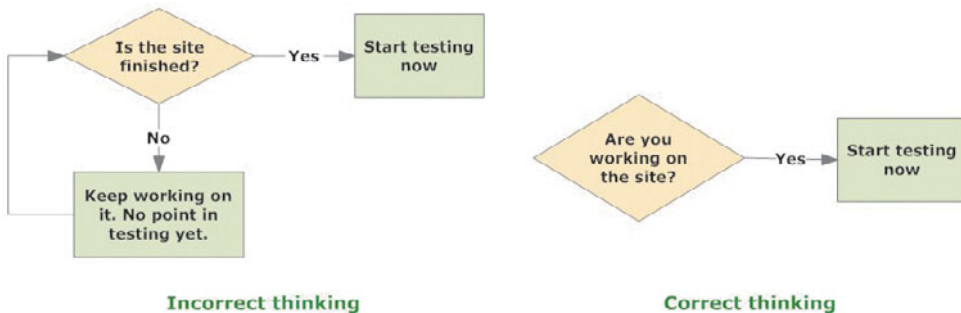 Is the site
finished?
Yes
Start testing
now
No
Keep working on
it. No point in
testing yet.
Incorrect thinking
Are you
working on
the site?
Yes
Start testing
now
Correct thinking